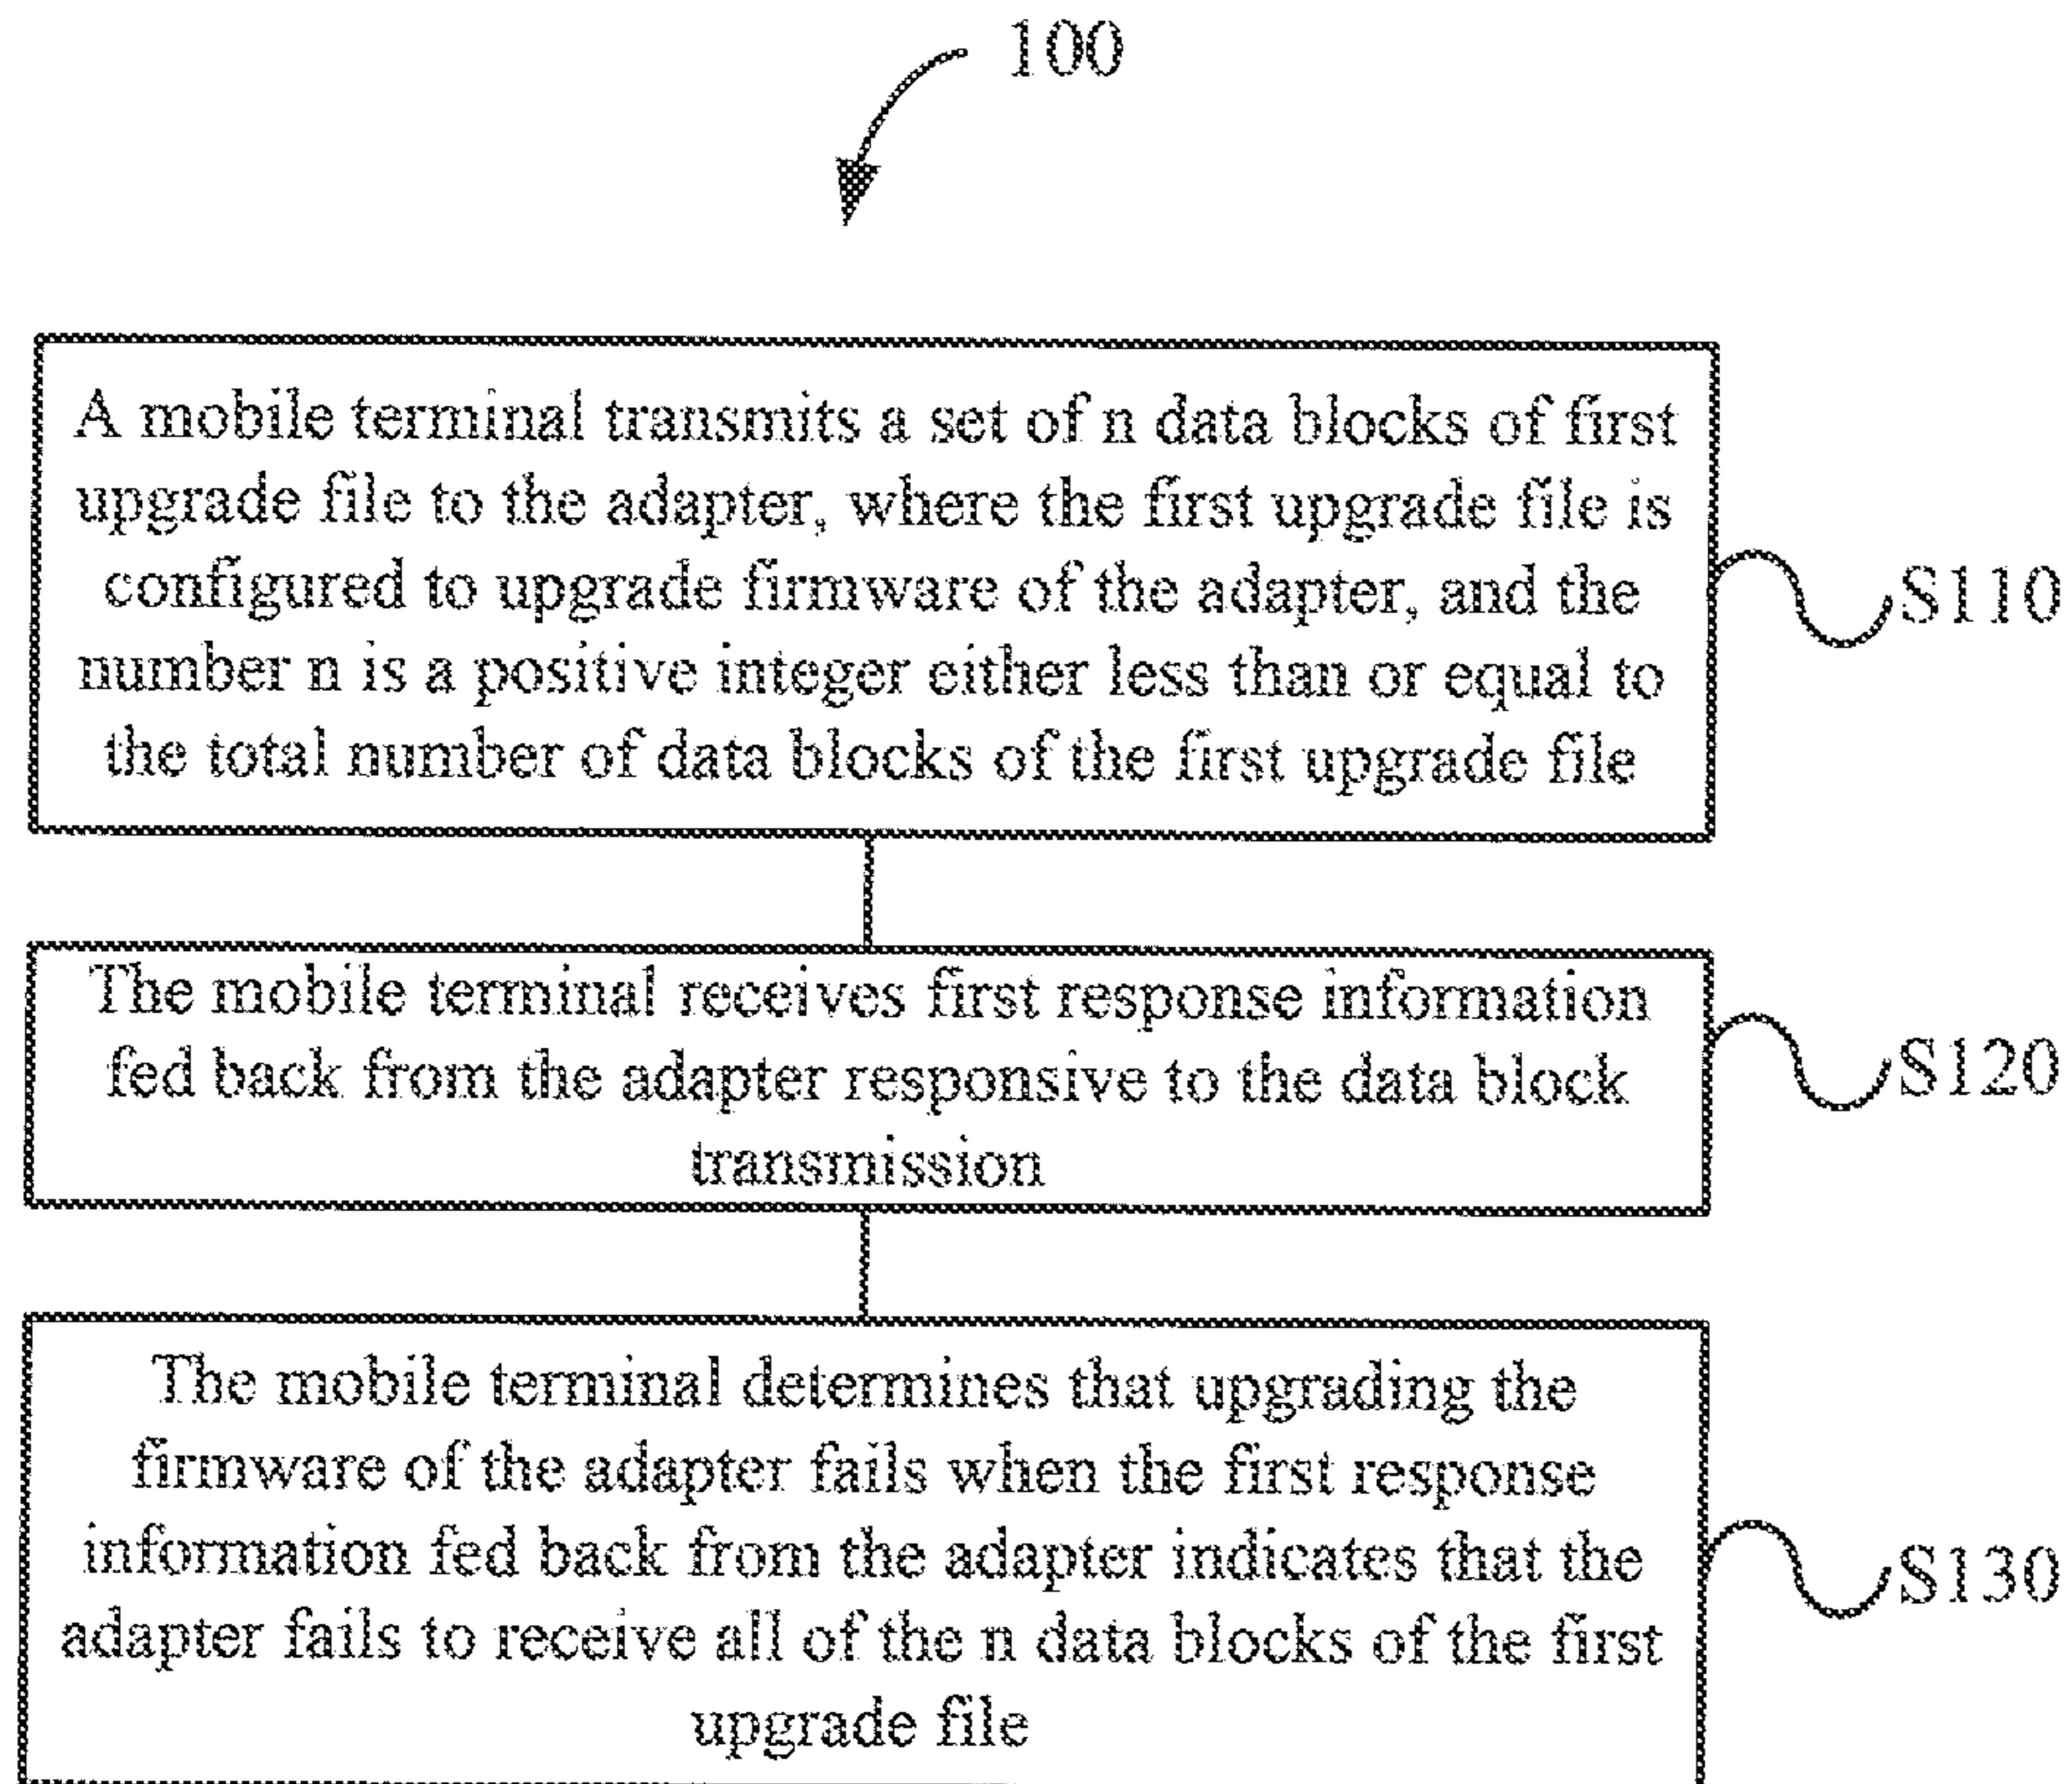 100
A mobile terminal transmits a set of n data blocks of first
upgrade file to the adapter, where the first upgrade file is
configured to upgrade firmware of the adapter, and the
number n is a positive integer either less than or equal to
the total number of data blocks of the first upgrade file
S110
The mobile terminal receives first response information
fed back from the adapter responsive to the data block
transmission
S120
The mobile terminal determines that upgrading the
firmware of the adapter fails when the first response
information fed back from the adapter indicates that the
adapter fails to receive all of the n data blocks of the first
upgrade file
S130